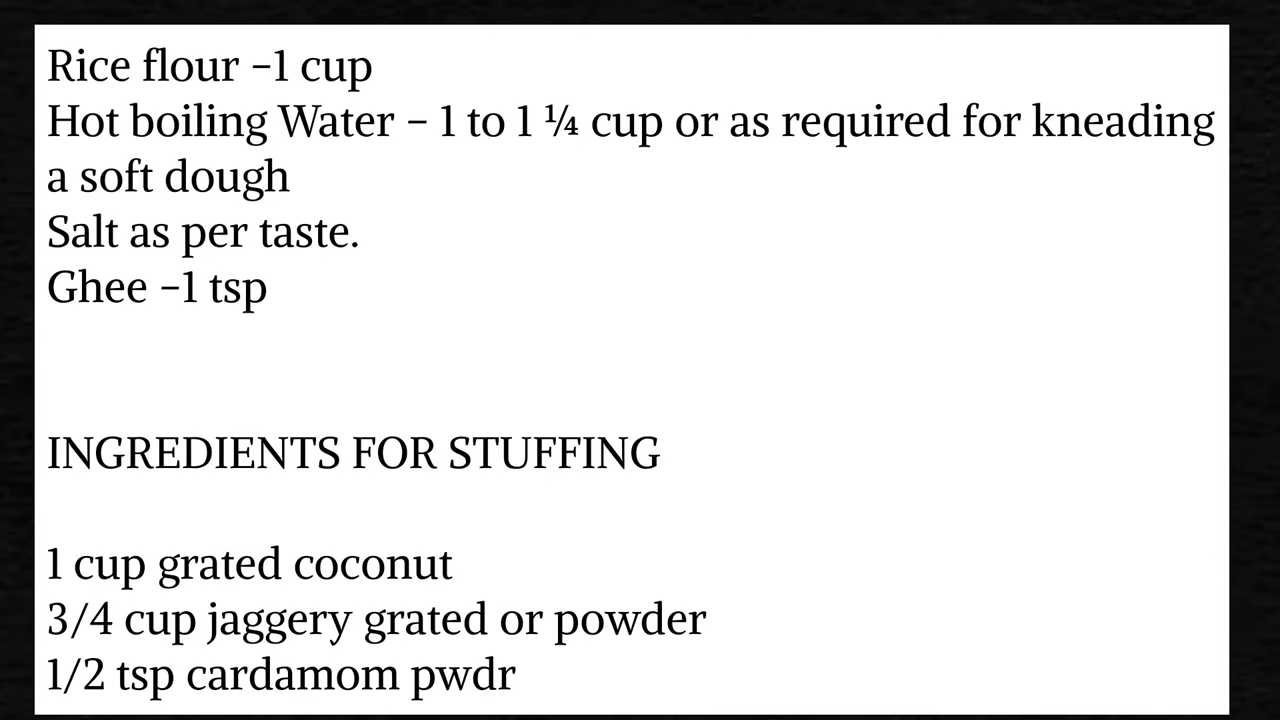 Rice flour –1 cup
Hot boiling Water – 1 to 1 ¼ cup or as required for kneading
a soft dough
Salt as per taste.
Ghee –1 tsp
INGREDIENTS FOR STUFFING
1 cup grated coconut
3/4 cup jaggery grated or powder
1/2 tsp cardamom pwdr